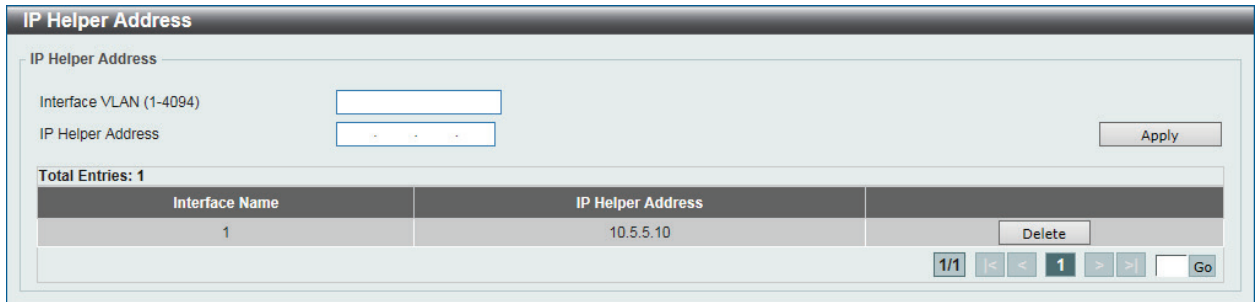 IP Helper Address
IP Helper Address
Interface VLAN (1-4094)
IP Helper Address . . . Apply
Total Entries: 1
Interface Name IP Helper Address
1 10.5.5.10 Delete
1/1 |< < 1 > >| Go